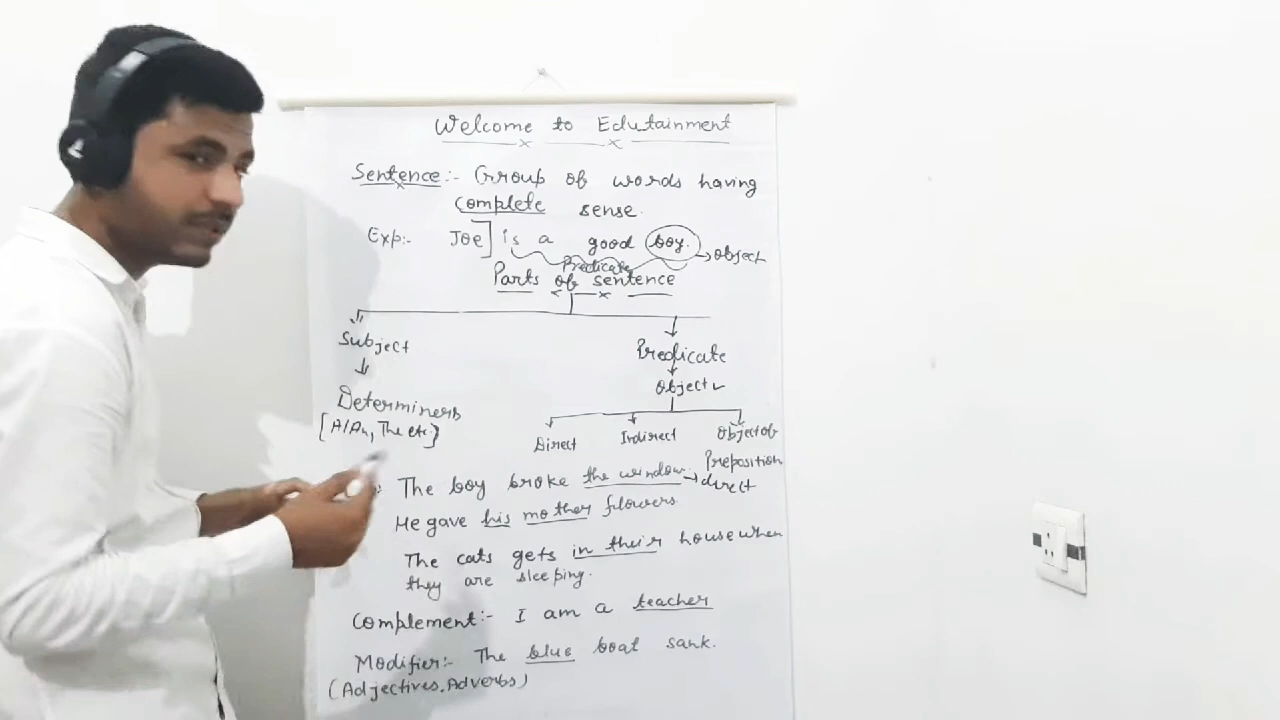 Welcome to Edutainment
Sentence:- Group of words having
complete sense.
Exp:- Joe] is a good boy. → object
Predicate
Parts of sentence
Subject
Predicate
Object
Determiners
[A/An, The etc.}
Direct Indirect Object of
Preposition
The boy broke the window. → direct
He gave his mother flowers.
The cats gets in their house when
they are sleeping.
Complement:- I am a teacher
Modifier:- The blue boat sank.
(Adjectives, Adverbs)